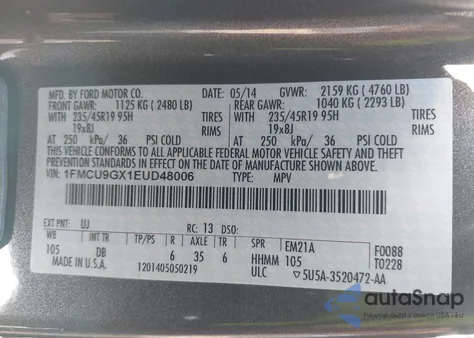 MFD. BY FORD MOTOR CO. 05/14 GVWR: 2159 KG ( 4760 LB)
FRONT GAWR: 1125 KG ( 2480 LB) REAR GAWR: 1040 KG ( 2293 LB)
WITH 235/45R19 95H TIRES WITH 235/45R19 95H TIRES
19x8J RIMS 19x8J RIMS
AT 250 kPa/ 36 PSI COLD AT 250 kPa/ 36 PSI COLD
THIS VEHICLE CONFORMS TO ALL APPLICABLE FEDERAL MOTOR VEHICLE SAFETY
STANDARDS IN EFFECT ON THE DATE OF MANUFACTURE SHOWN ABOVE.
VIN: 1FMCU9GX1EUD48006 TYPE: MPV
EXT PNT: UJ RC: 13 DSO:
WB INT TR TP/PS R AXLE TR SPR EM21A F0088
105 DB 6 35 6 HHMM 105 T0228
MADE IN U.S.A. 1201405050219 ULC 5U5A-3520472-AA
autoSnap